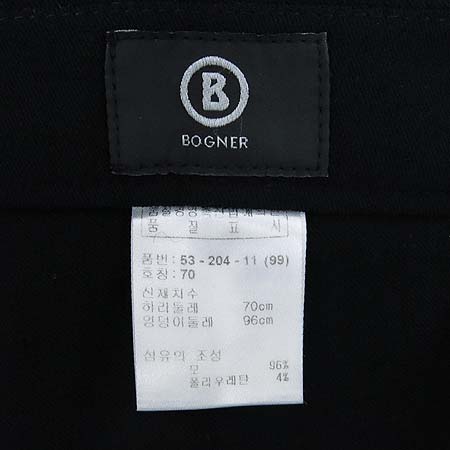 B
BOGNER
품 질 표 시
품번: 53 - 204 - 11 (99)
호칭: 70
신체치수
하리둘레 70cm
엉덩이둘레 96cm
섬유의 조성
모 96%
폴리우레탄 4%